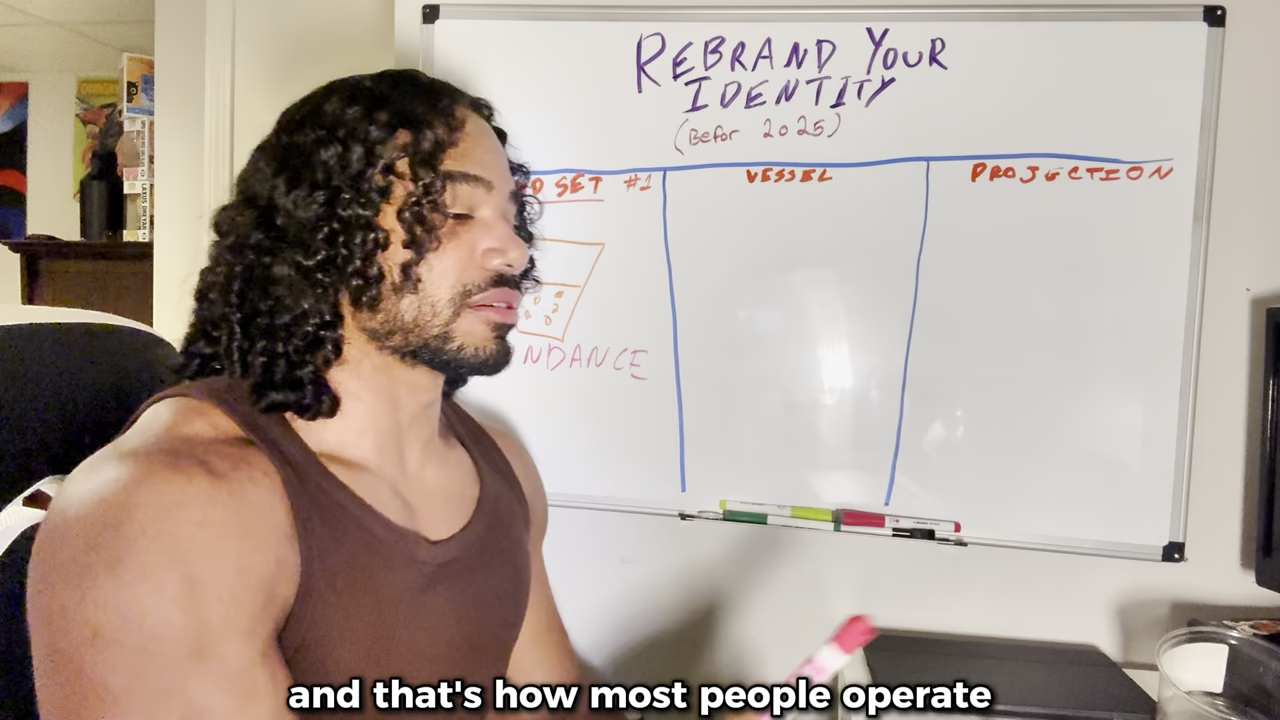 REBRAND YOUR
IDENTITY
(Befor 2025)
D SET #1
VESSEL
PROJECTION
NDANCE
and that's how most people operate